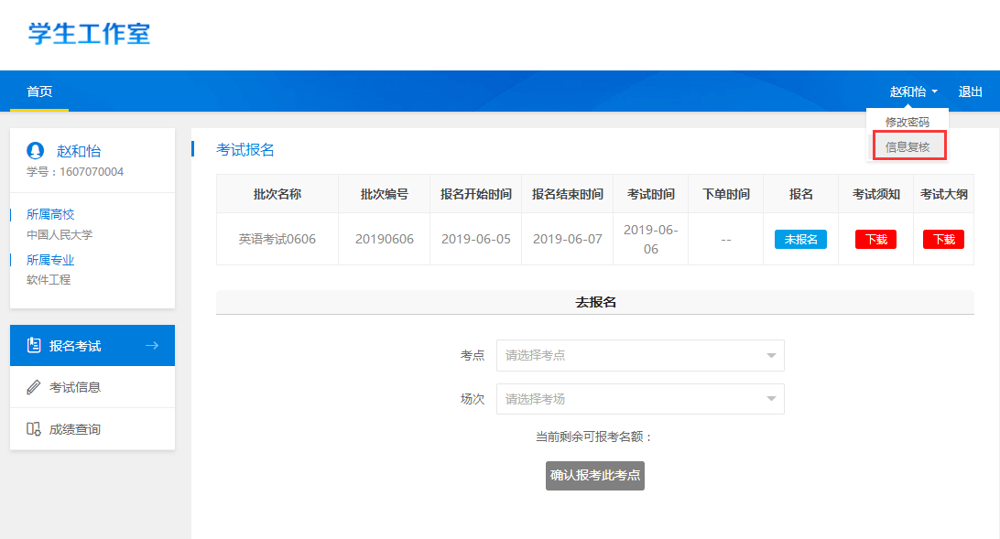 学生工作室
首页
赵和怡
退出
修改密码
信息复核
赵和怡
学号：1607070004
所属高校
中国人民大学
所属专业
软件工程
报名考试
考试信息
成绩查询
考试报名
批次名称 批次编号 报名开始时间 报名结束时间 考试时间 下单时间 报名 考试须知 考试大纲
英语考试0606 20190606 2019-06-05 2019-06-07 2019-06-06 -- 未报名 下载 下载
去报名
考点 请选择考点
场次 请选择考场
当前剩余可报考名额：
确认报考此考点